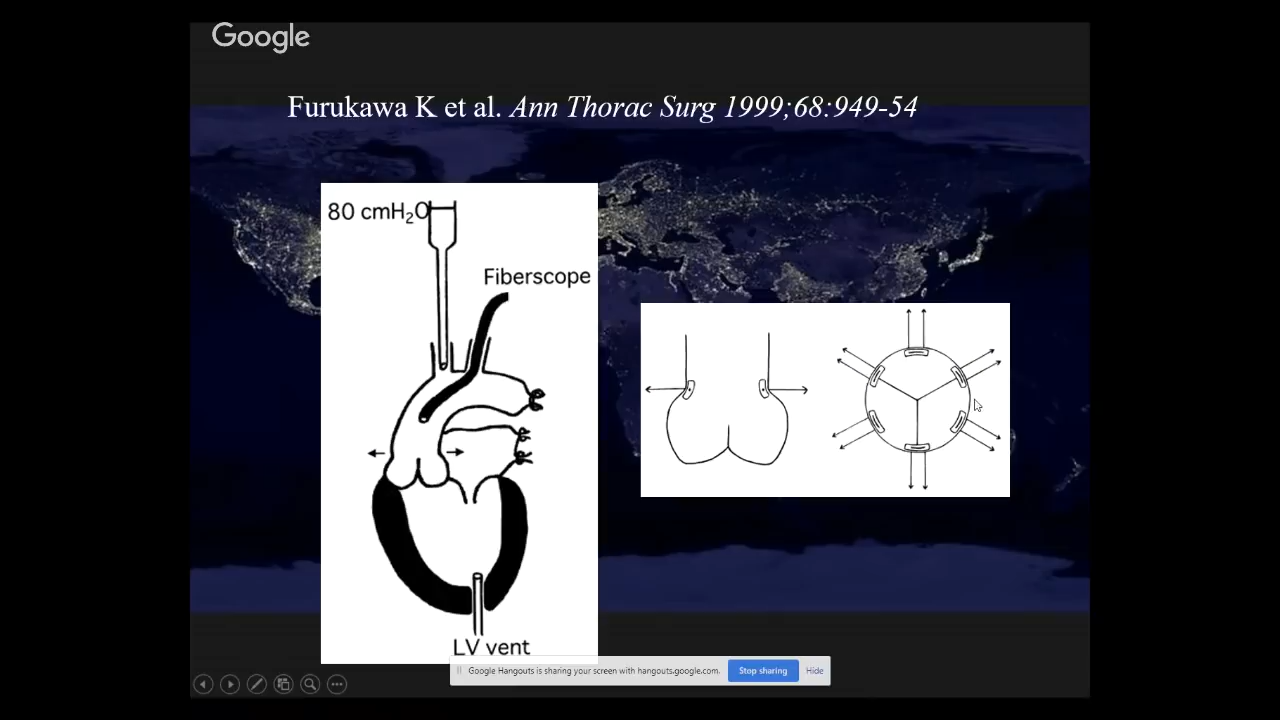 Google
Furukawa K et al. Ann Thorac Surg 1999;68:949-54
80 cmH₂O
Fiberscope
LV vent
Google Hangouts is sharing your screen with hangouts.google.com.
Stop sharing
Hide